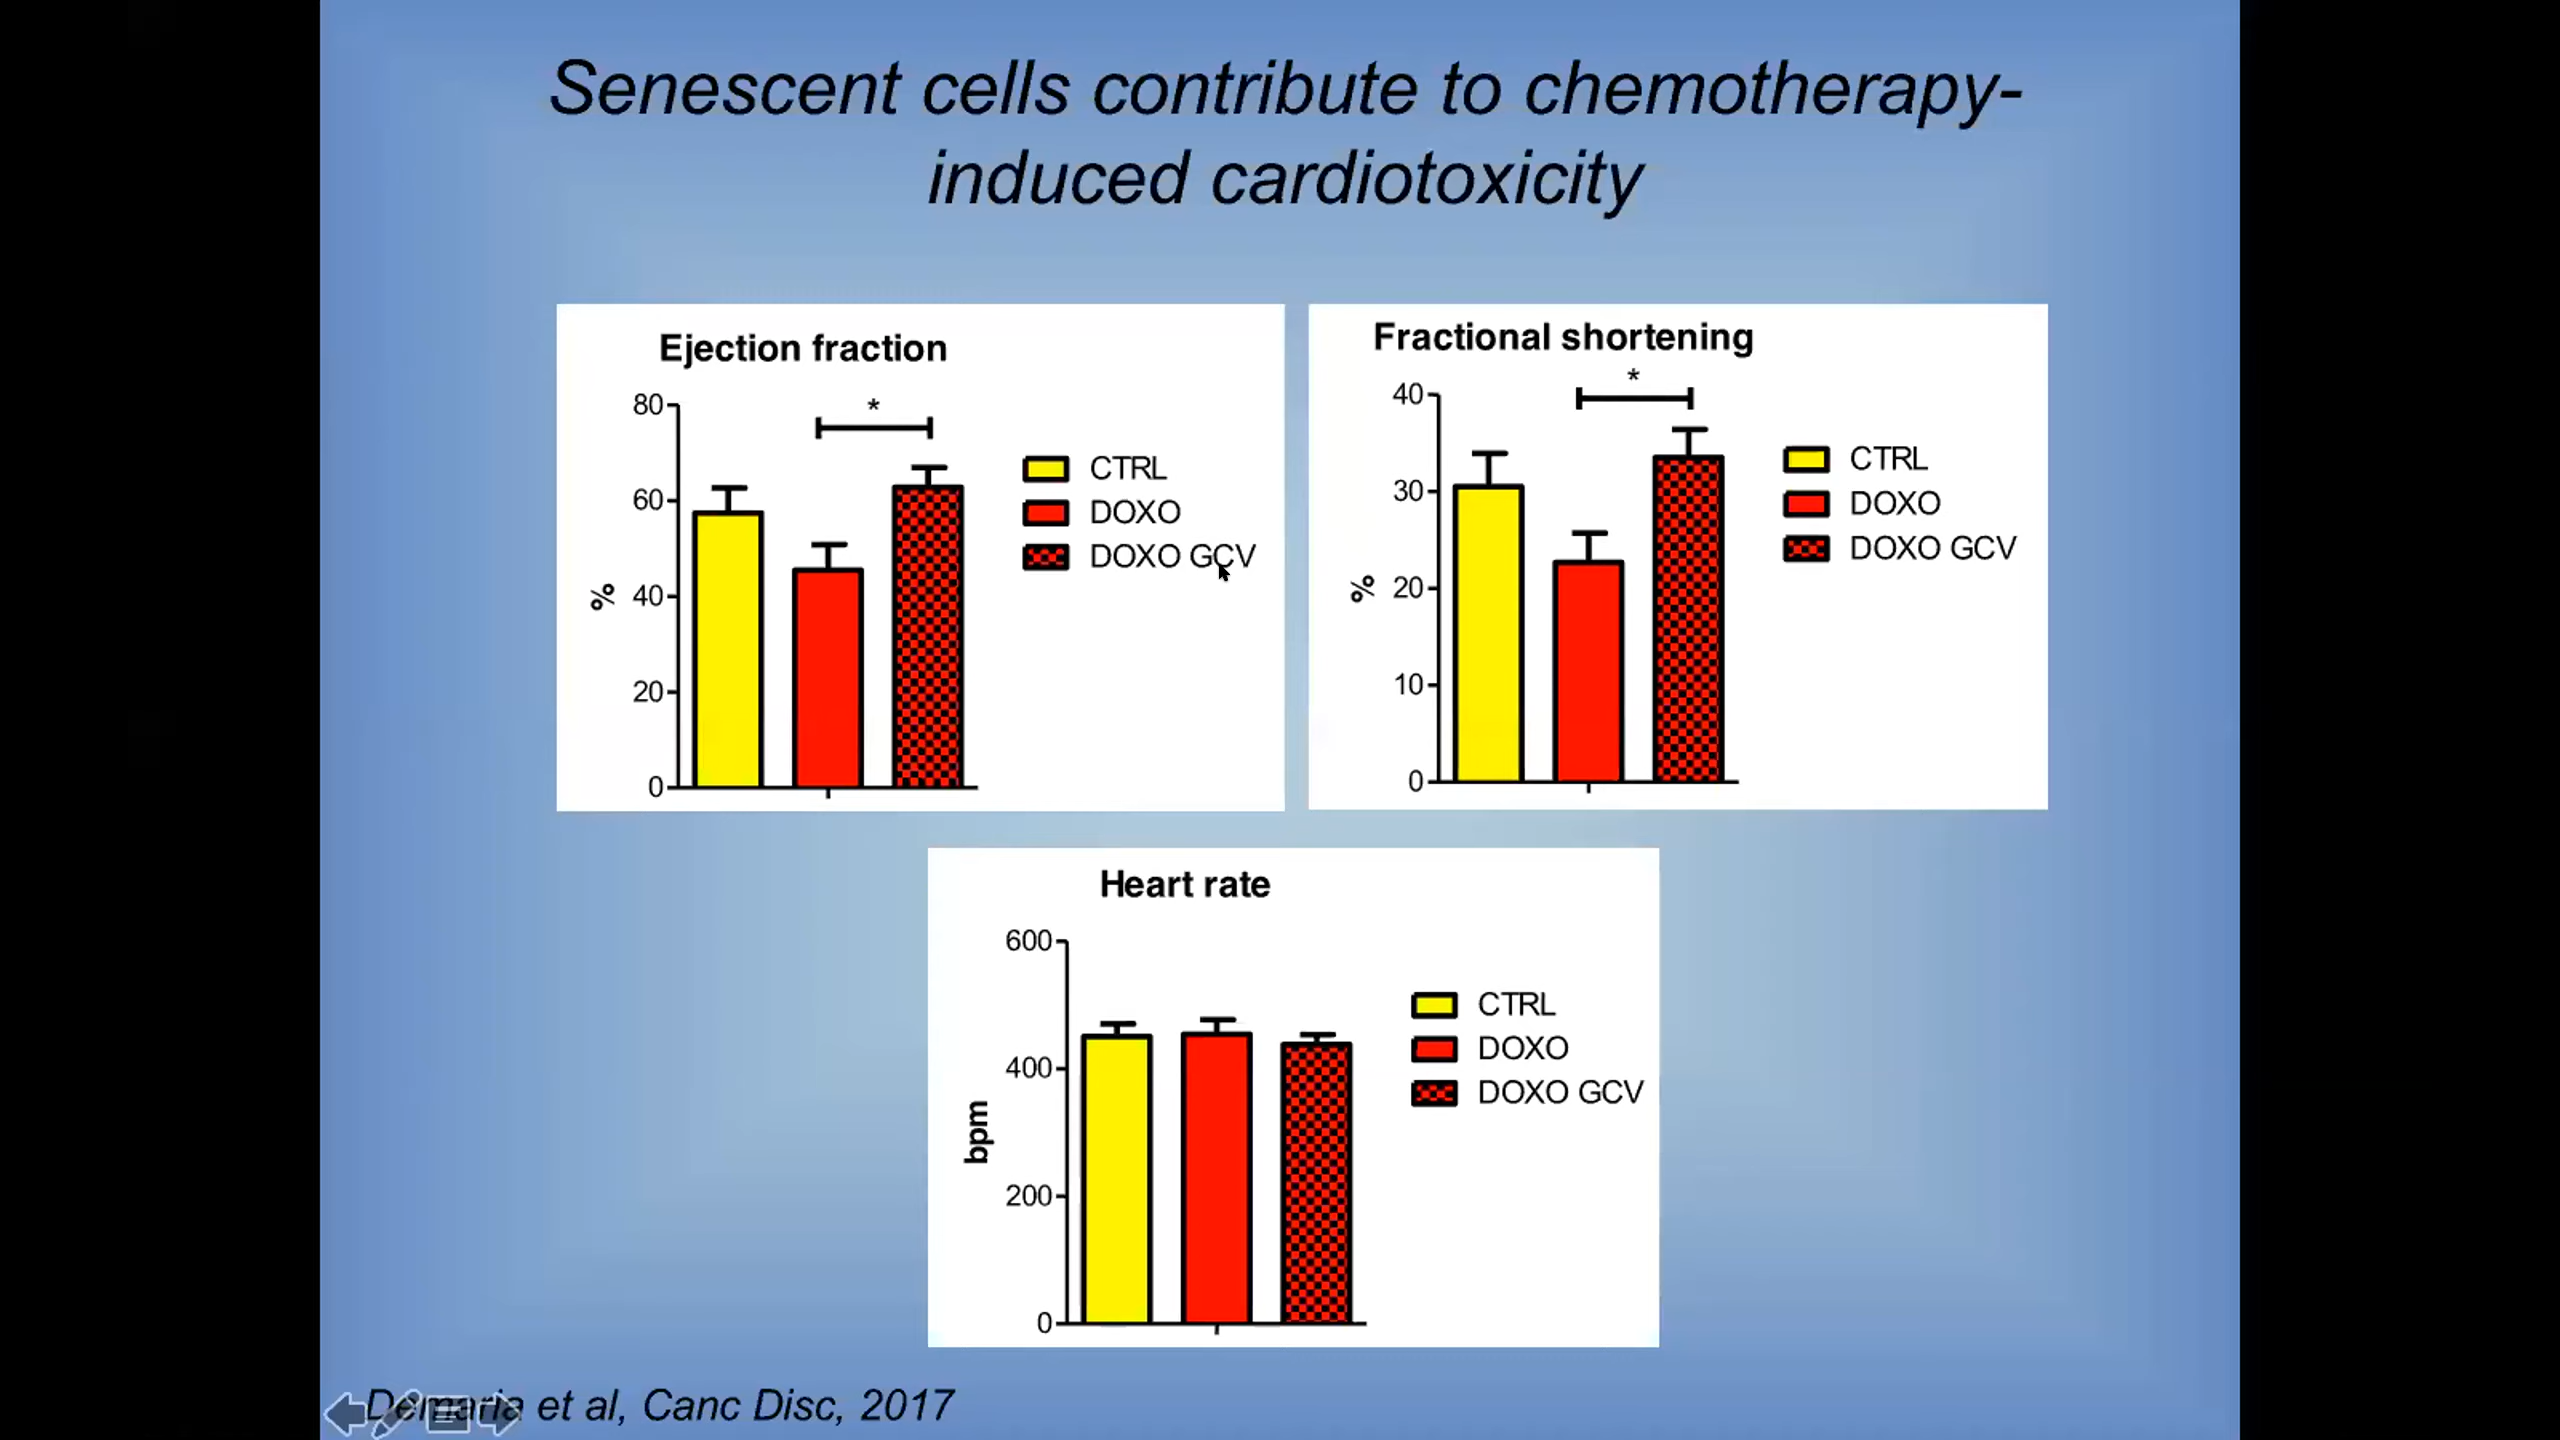 Senescent cells contribute to chemotherapy-
induced cardiotoxicity
Ejection fraction
*
80
60
40
20
0
%
CTRL
DOXO
DOXO GCV
Fractional shortening
*
40
30
20
10
0
%
CTRL
DOXO
DOXO GCV
Heart rate
600
400
200
0
bpm
CTRL
DOXO
DOXO GCV
Demaria et al, Canc Disc, 2017